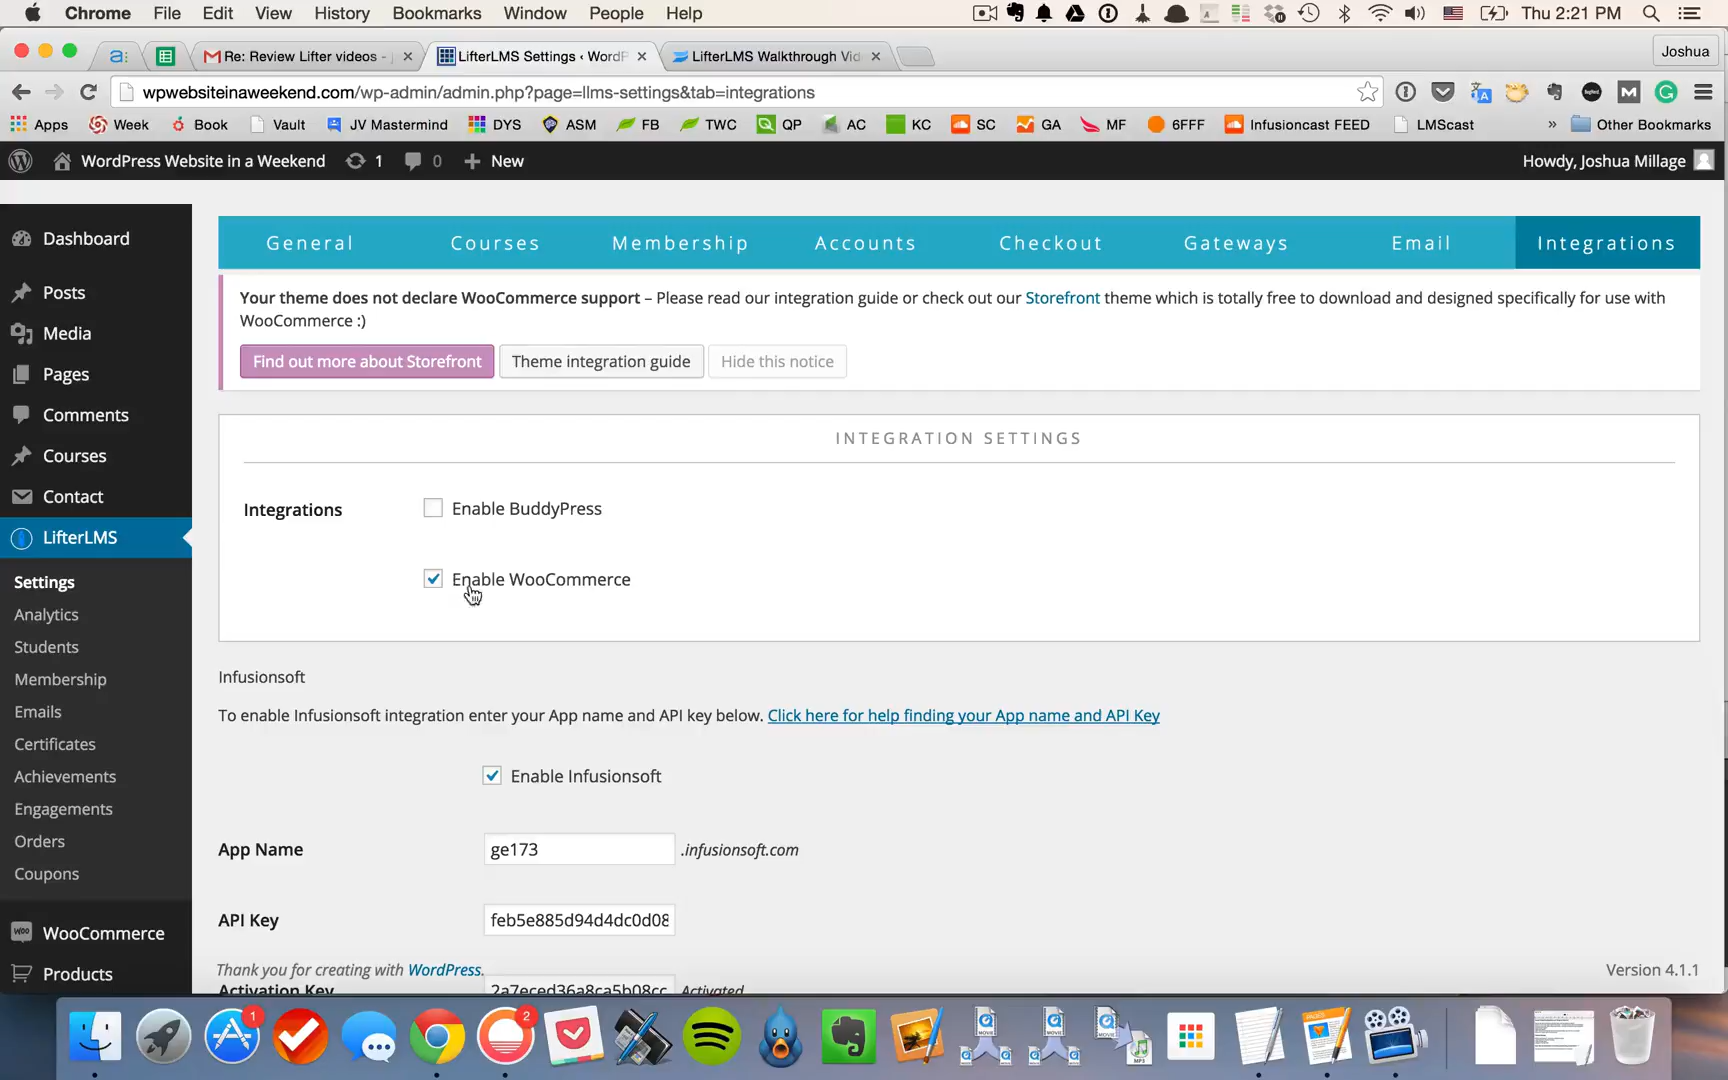 Chrome File Edit View History Bookmarks Window People Help Thu 2:21 PM
Re: Review Lifter videos - LifterLMS Settings ‹ WordP LifterLMS Walkthrough Vid Joshua
wpwebsiteinaweekend.com/wp-admin/admin.php?page=llms-settings&tab=integrations
Apps Week Book Vault JV Mastermind DYS ASM FB TWC QP AC KC SC GA MF 6FFF Infusioncast FEED LMScast » Other Bookmarks
WordPress Website in a Weekend 1 0 New Howdy, Joshua Millage
General Courses Membership Accounts Checkout Gateways Email Integrations
Your theme does not declare WooCommerce support – Please read our integration guide or check out our Storefront theme which is totally free to download and designed specifically for use with
WooCommerce :)
Find out more about Storefront Theme integration guide Hide this notice
Dashboard
Posts
Media
Pages
Comments
Courses
Contact
LifterLMS
Settings
Analytics
Students
Membership
Emails
Certificates
Achievements
Engagements
Orders
Coupons
WooCommerce
Products
INTEGRATION SETTINGS
Integrations Enable BuddyPress
Enable WooCommerce
Infusionsoft
To enable Infusionsoft integration enter your App name and API key below. Click here for help finding your App name and API Key
Enable Infusionsoft
App Name ge173 .infusionsoft.com
API Key feb5e885d94d4dc0d08
Thank you for creating with WordPress. Version 4.1.1
Activation Key 2a7eced36a8ca5b08cc Activated
1
2